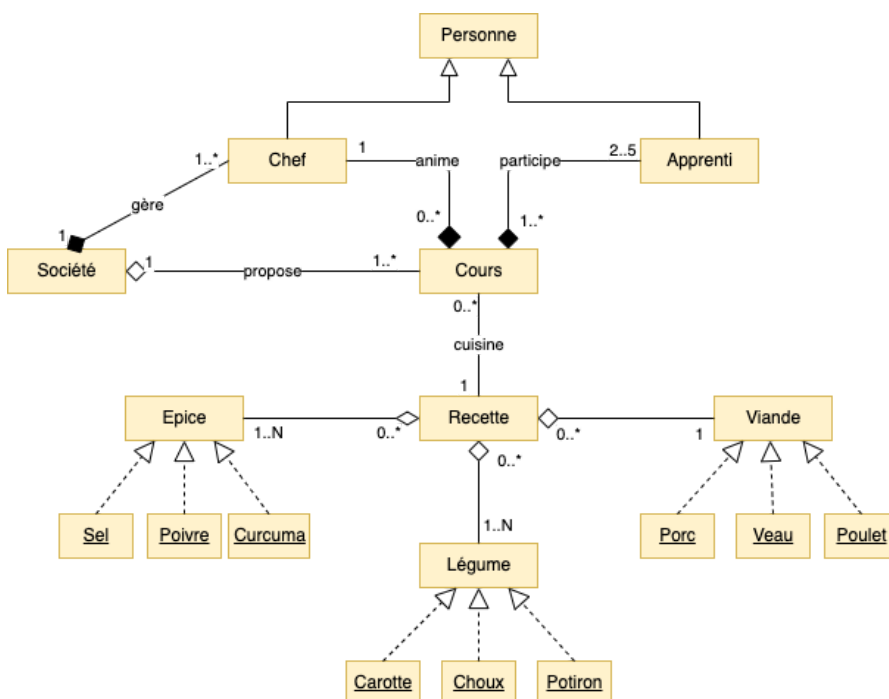 Personne
1..*
Chef
1
anime
participe
2..5
Apprenti
gère
0..*
1..*
1
Société
1
propose
1..*
Cours
0..*
cuisine
1
Epice
1..N
0..*
Recette
0..*
1
Viande
0..*
Sel
Poivre
Curcuma
1..N
Porc
Veau
Poulet
Légume
Carotte
Choux
Potiron